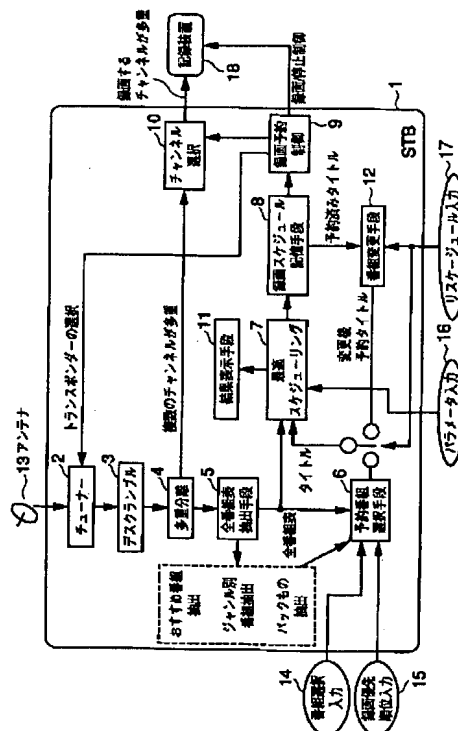 13 アンテナ
2
チューナー
3
デスクランブル
4
多重分離
5
全番組表
抽出手段
おすすめ番組
抽出
ジャンル別
番組抽出
パックもの
抽出
全番組表
6
予約番組
選択手段
14
番組選択
入力
録画優先
順位入力
15
トランスポンダーの選択
複数のチャンネルが多重
11
結果表示手段
7
最適
スケジューリング
タイトル
変更後
予約タイトル
8
録画スケジュール
記憶手段
予約済みタイトル
12
番組変更手段
10
チャンネル
選択
9
録画予約
制御
録画する
チャンネルが多重
記録装置
18
録画/停止制御
1
STB
16
パラメータ入力
17
リスケージュール入力